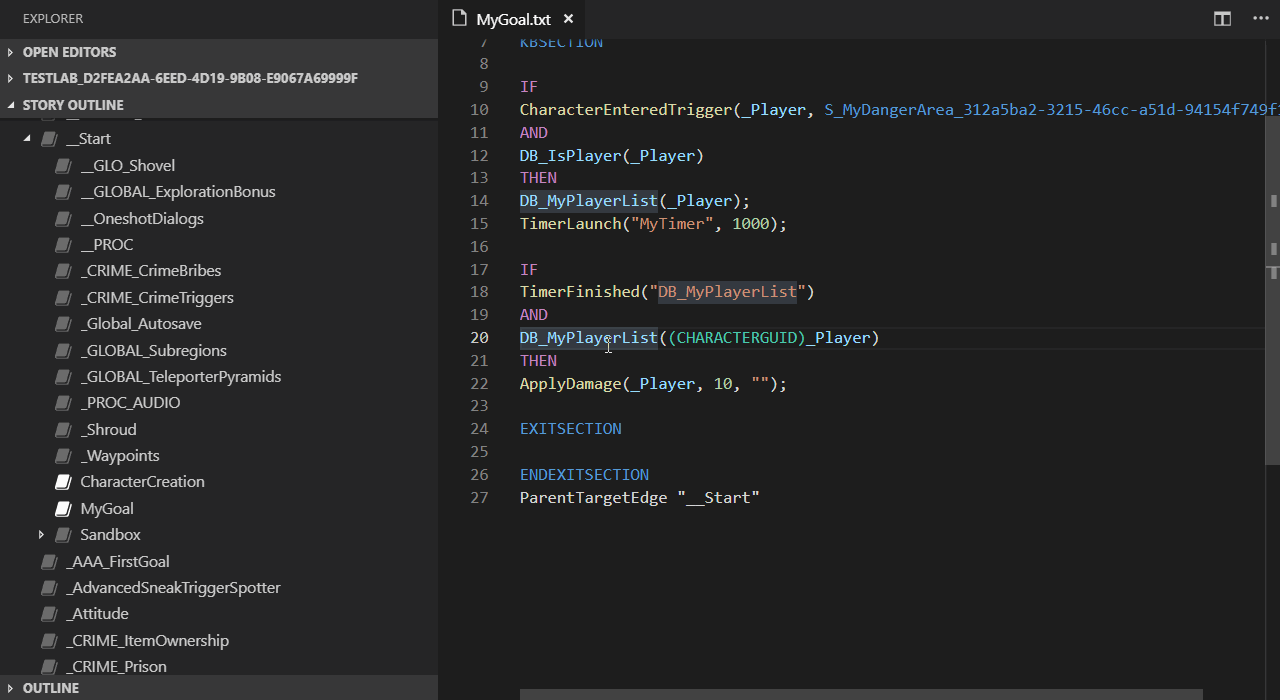 EXPLORER
OPEN EDITORS
TESTLAB_D2FEA2AA-6EED-4D19-9B08-E9067A69999F
STORY OUTLINE
__Start
__GLO_Shovel
__GLOBAL_ExplorationBonus
__OneshotDialogs
__PROC
_CRIME_CrimeBribes
_CRIME_CrimeTriggers
_Global_Autosave
_GLOBAL_Subregions
_GLOBAL_TeleporterPyramids
_PROC_AUDIO
_Shroud
_Waypoints
CharacterCreation
MyGoal
Sandbox
_AAA_FirstGoal
_AdvancedSneakTriggerSpotter
_Attitude
_CRIME_ItemOwnership
_CRIME_Prison
OUTLINE
MyGoal.txt ×
7 KBSECTION
8
9 IF
10 CharacterEnteredTrigger(_Player, S_MyDangerArea_312a5ba2-3215-46cc-a51d-94154f749f
11 AND
12 DB_IsPlayer(_Player)
13 THEN
14 DB_MyPlayerList(_Player);
15 TimerLaunch("MyTimer", 1000);
16
17 IF
18 TimerFinished("DB_MyPlayerList")
19 AND
20 DB_MyPlayerList((CHARACTERGUID)_Player)
21 THEN
22 ApplyDamage(_Player, 10, "");
23
24 EXITSECTION
25
26 ENDEXITSECTION
27 ParentTargetEdge "__Start"